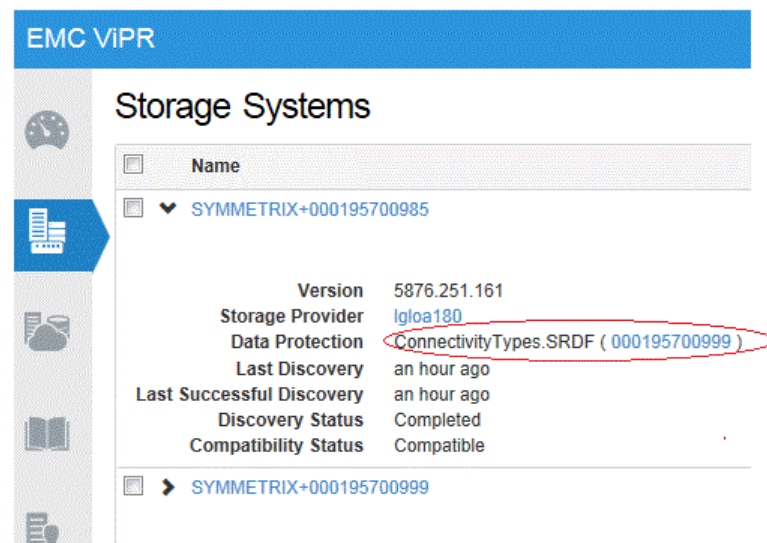 EMC ViPR
Storage Systems
Name
SYMMETRIX+000195700985
Version 5876.251.161
Storage Provider lgloa180
Data Protection ConnectivityTypes.SRDF ( 000195700999 )
Last Discovery an hour ago
Last Successful Discovery an hour ago
Discovery Status Completed
Compatibility Status Compatible
SYMMETRIX+000195700999